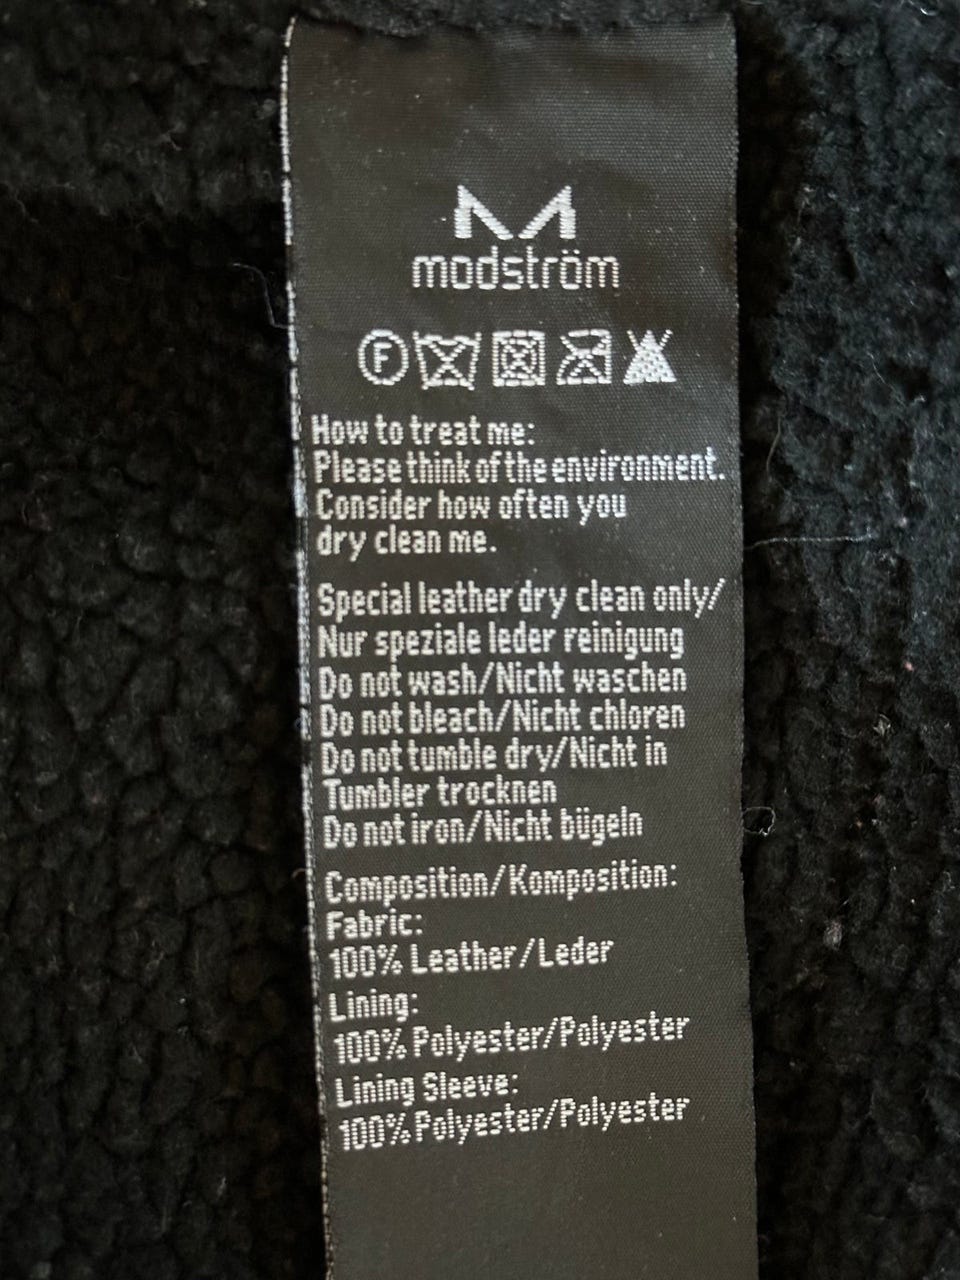 modström
F
How to treat me:
Please think of the environment.
Consider how often you
dry clean me.
Special leather dry clean only/
Nur speziale leder reinigung
Do not wash/Nicht waschen
Do not bleach/Nicht chloren
Do not tumble dry/Nicht in
Tumbler trocknen
Do not iron/Nicht bügeln
Composition/Komposition:
Fabric:
100% Leather/Leder
Lining:
100% Polyester/Polyester
Lining Sleeve:
100% Polyester/Polyester